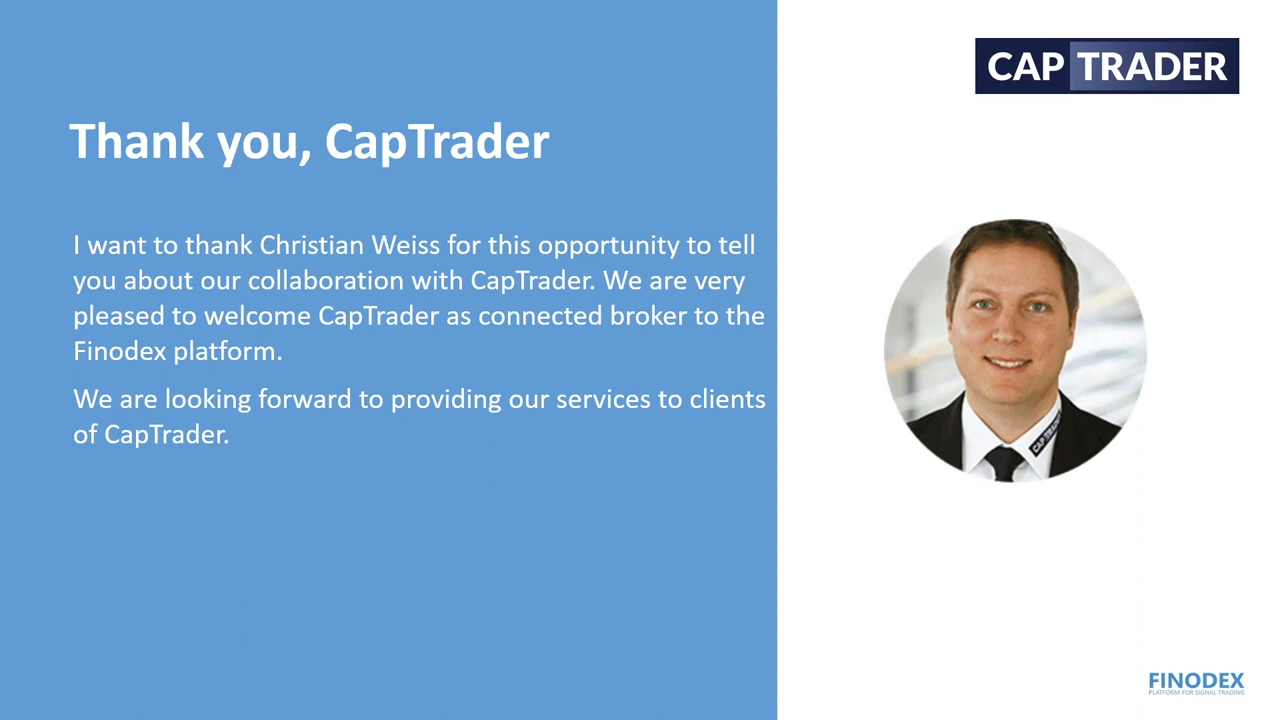 CAP TRADER
Thank you, CapTrader
I want to thank Christian Weiss for this opportunity to tell
you about our collaboration with CapTrader. We are very
pleased to welcome CapTrader as connected broker to the
Finodex platform.
We are looking forward to providing our services to clients
of CapTrader.
CAPTRADER
FINODEX
PLATFORM FOR SIGNAL TRADING